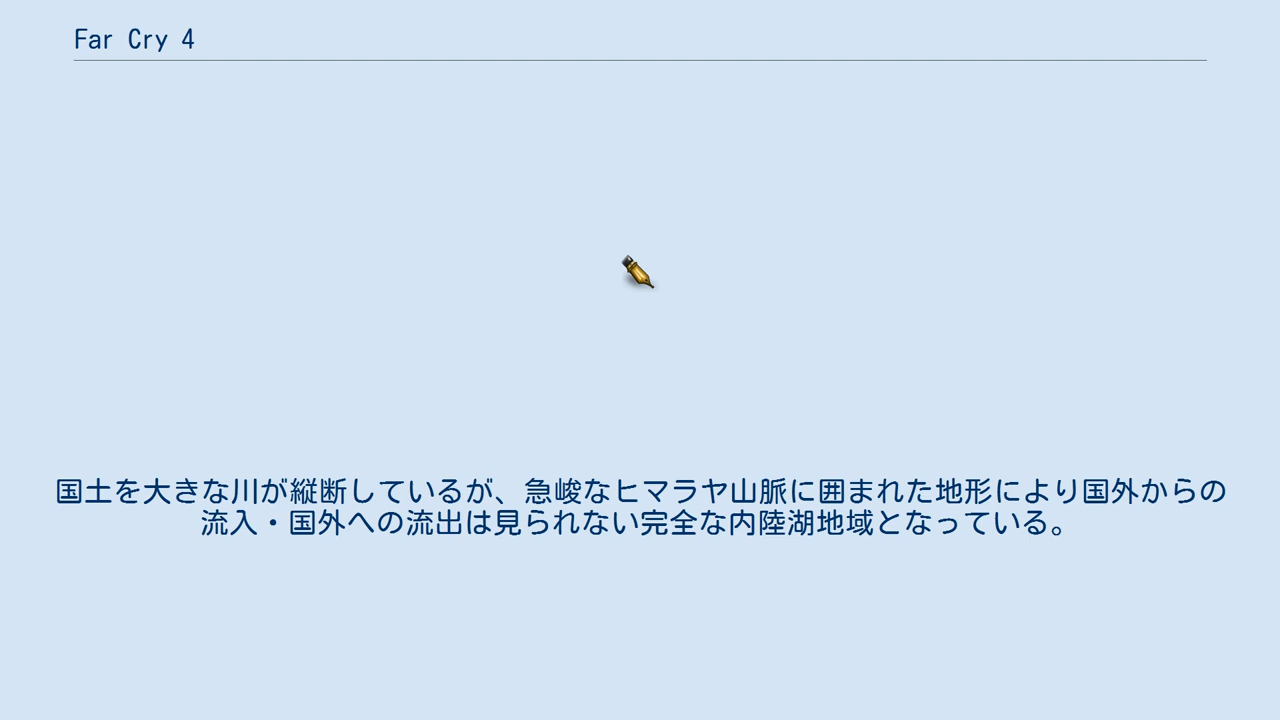 Far Cry 4
国土を大きな川が縦断しているが、急峻なヒマラヤ山脈に囲まれた地形により国外からの
流入・国外への流出は見られない完全な内陸湖地域となっている。